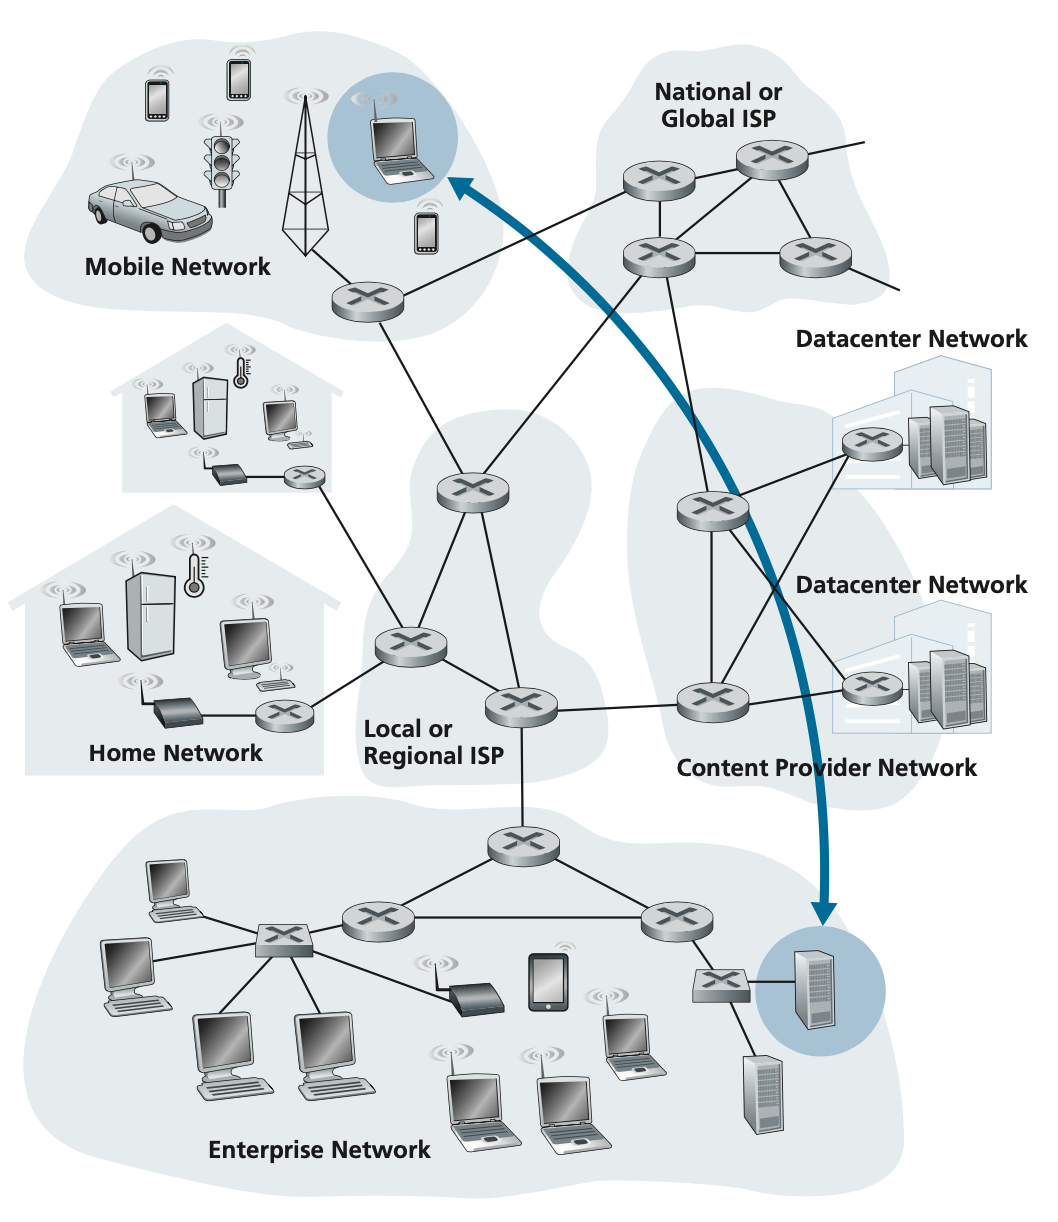 National or
Global ISP
Mobile Network
Datacenter Network
Datacenter Network
Home Network
Local or
Regional ISP
Content Provider Network
Enterprise Network